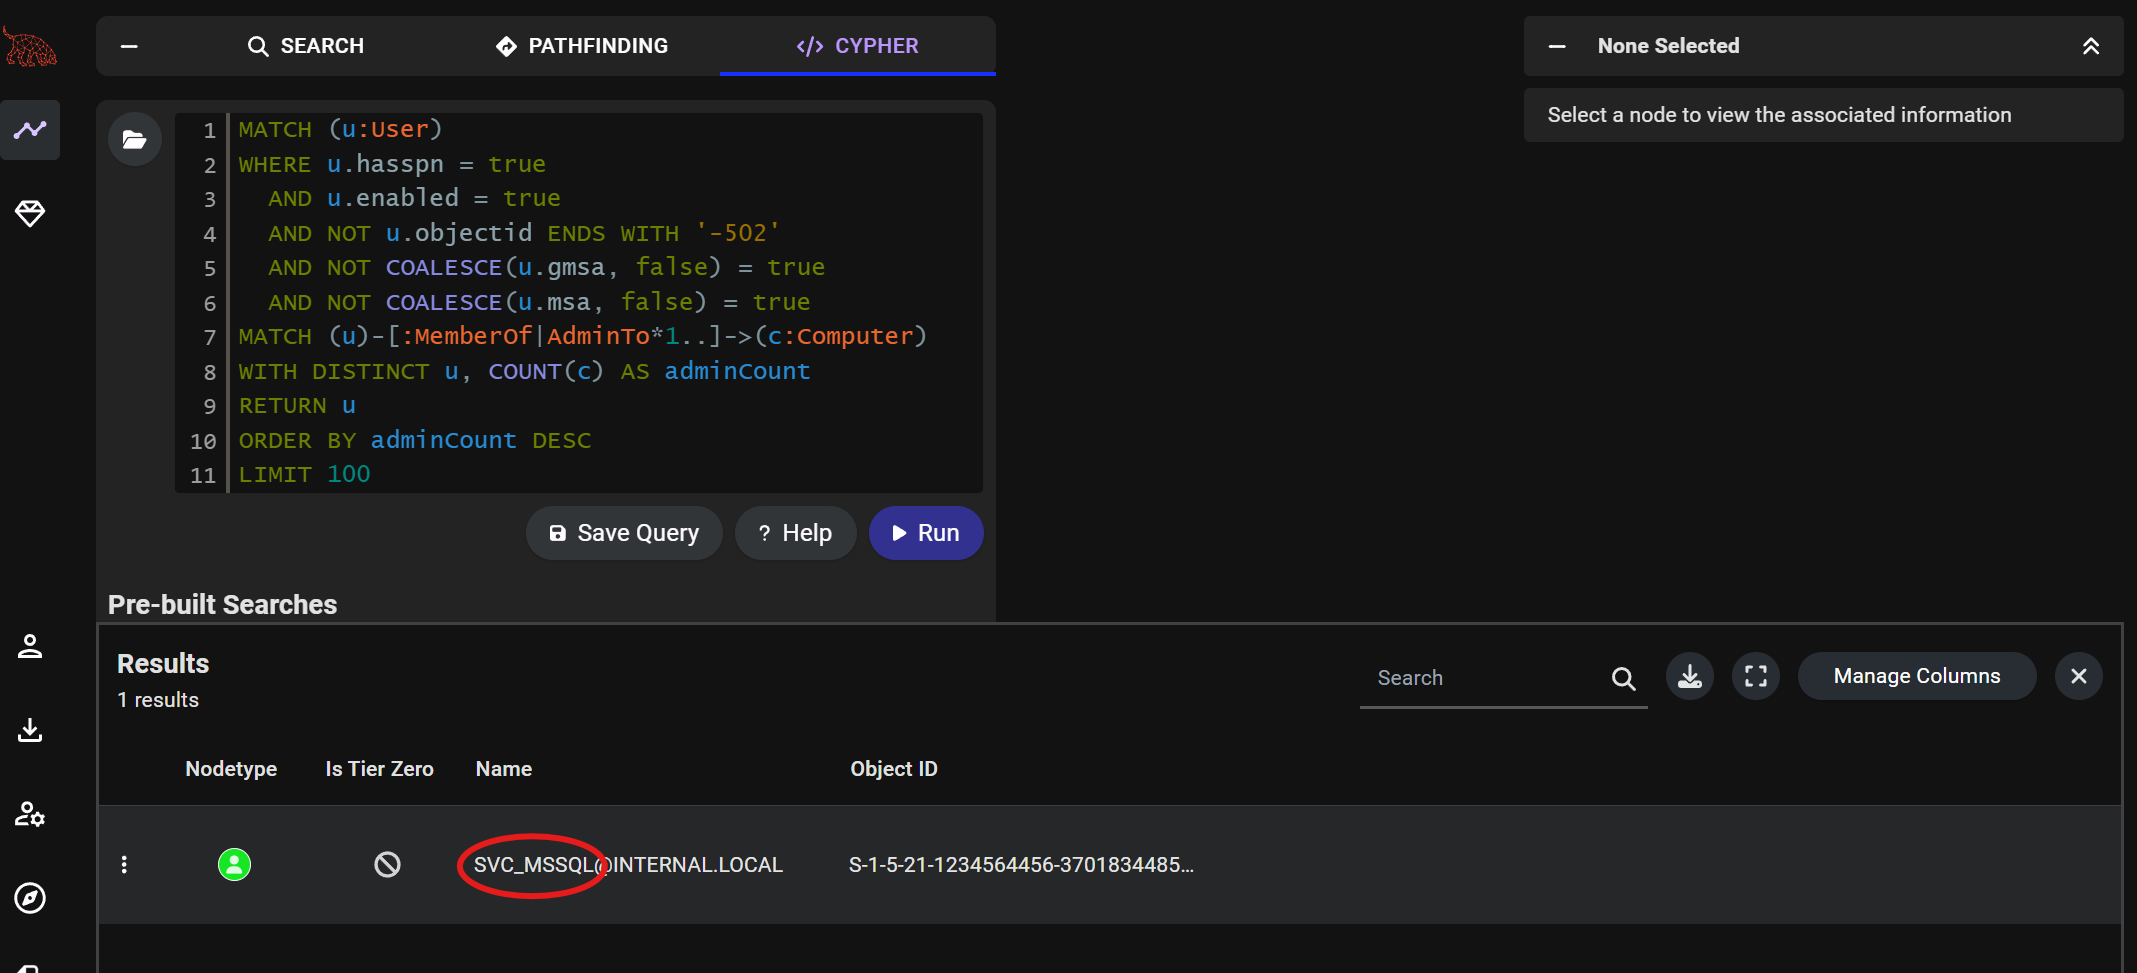 SEARCH
PATHFINDING
</> CYPHER
None Selected
Select a node to view the associated information
1 MATCH (u:User)
2 WHERE u.hasspn = true
3 AND u.enabled = true
4 AND NOT u.objectid ENDS WITH '-502'
5 AND NOT COALESCE(u.gmsa, false) = true
6 AND NOT COALESCE(u.msa, false) = true
7 MATCH (u)-[:MemberOf|AdminTo*1..]->(c:Computer)
8 WITH DISTINCT u, COUNT(c) AS adminCount
9 RETURN u
10 ORDER BY adminCount DESC
11 LIMIT 100
Save Query
? Help
Run
Pre-built Searches
Results
1 results
Search
Manage Columns
Nodetype Is Tier Zero Name Object ID
SVC_MSSQL@INTERNAL.LOCAL S-1-5-21-1234564456-3701834485...